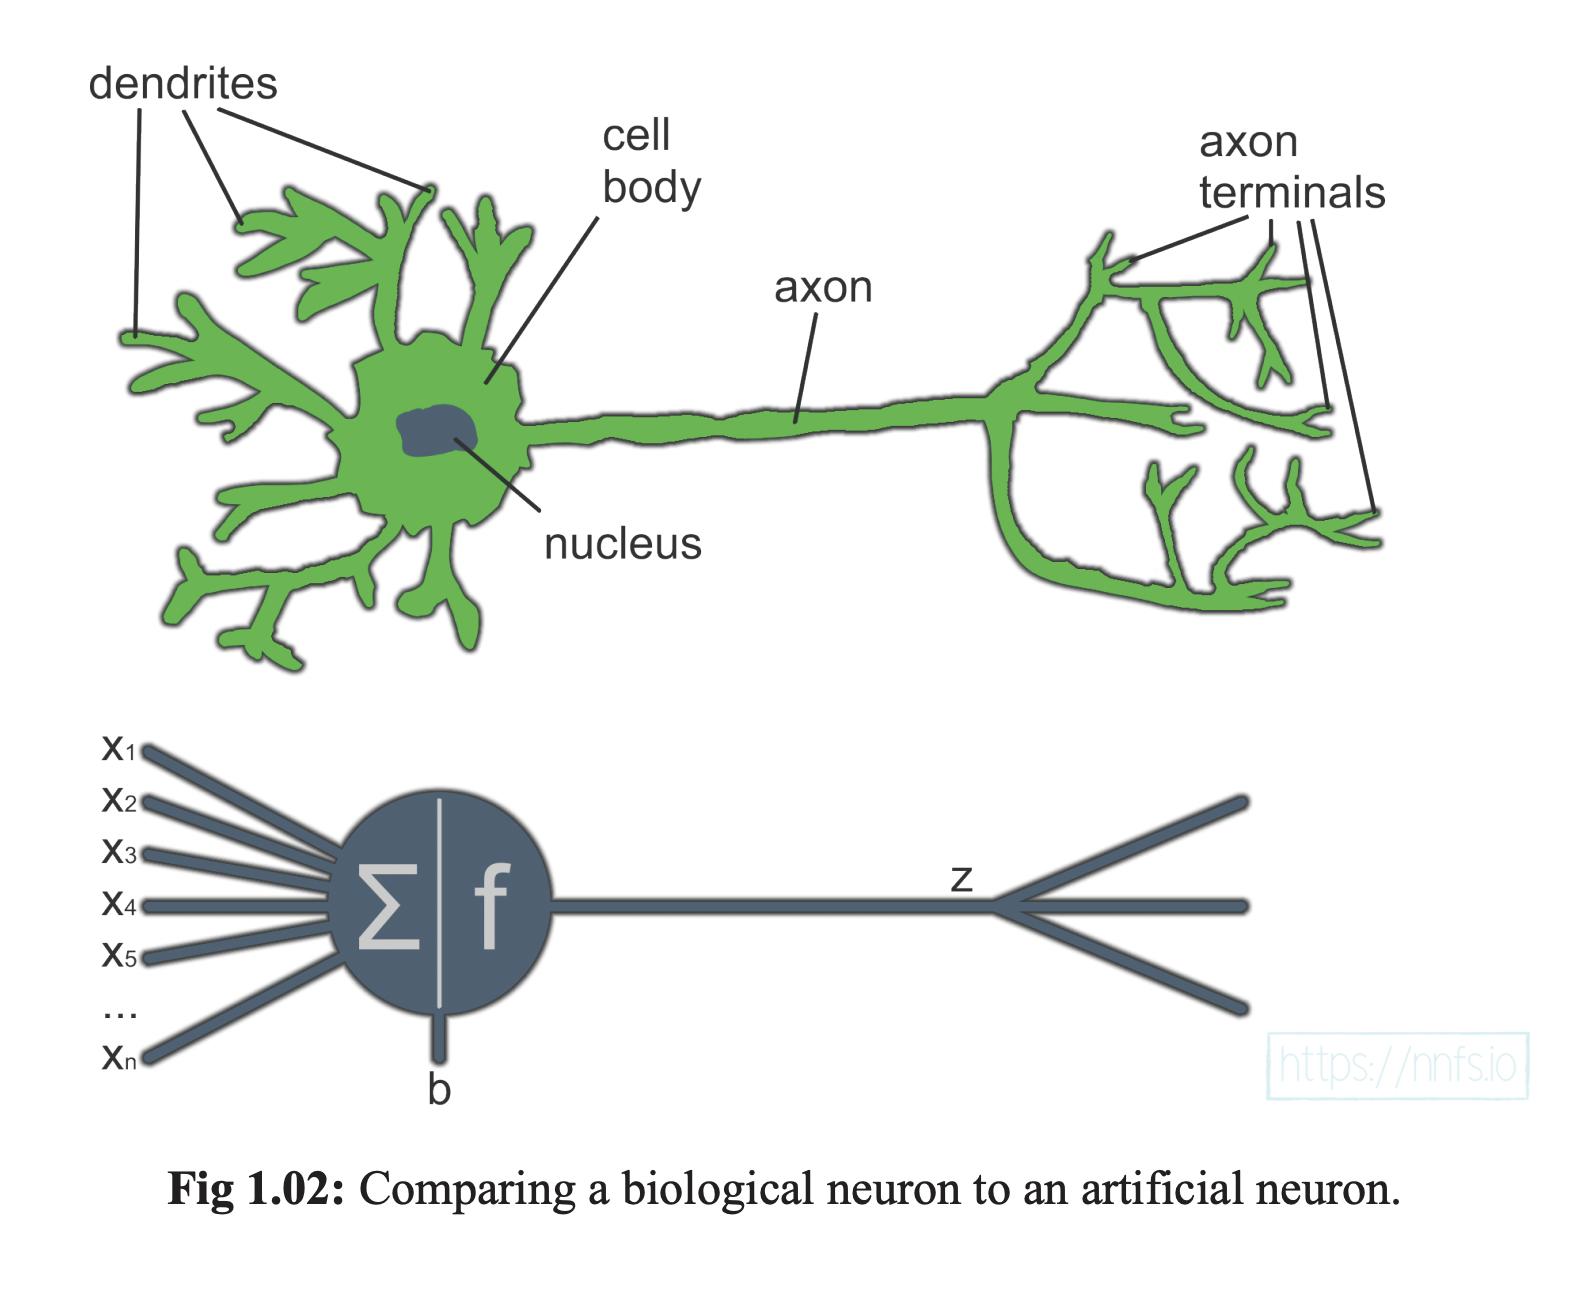 dendrites
cell
body
axon
terminals
axon
nucleus
x1
x2
x3
x4
x5
...
xn
Σ f
z
b
https://nnfs.io
Fig 1.02: Comparing a biological neuron to an artificial neuron.